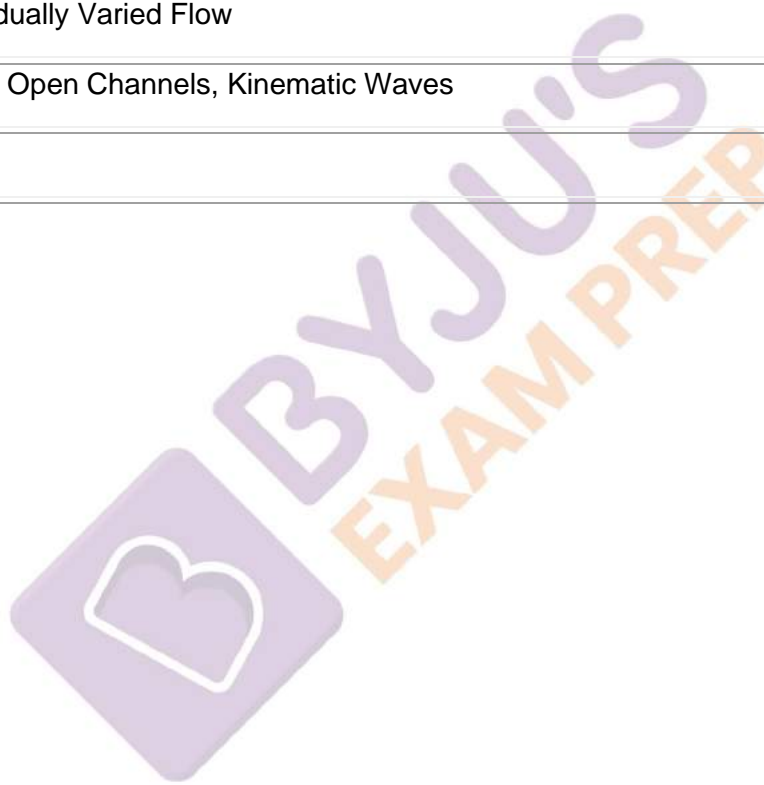 dually Varied Flow
Open Channels, Kinematic Waves
BYJU'S
EXAM PREP